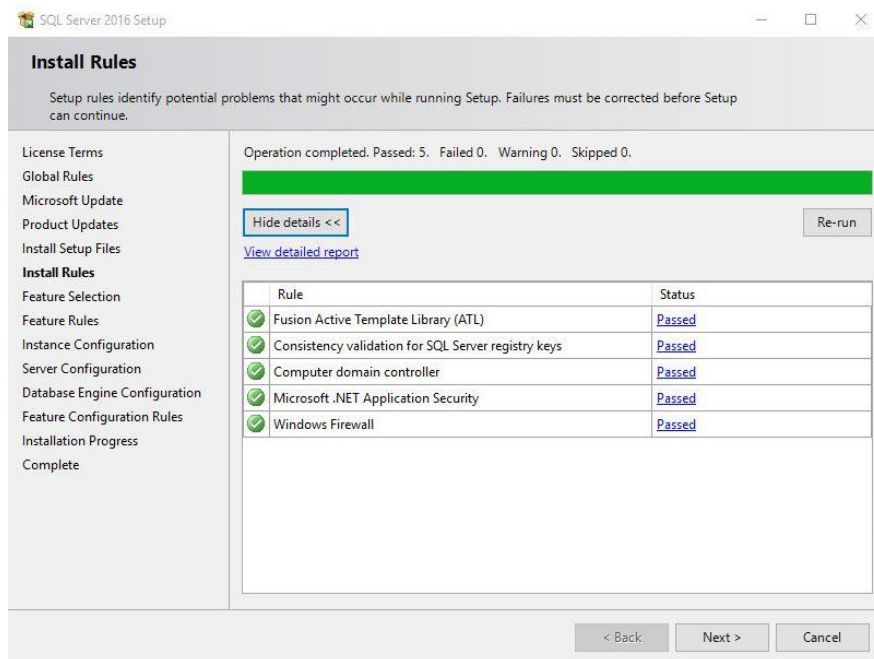 SQL Server 2016 Setup
Install Rules
Setup rules identify potential problems that might occur while running Setup. Failures must be corrected before Setup
can continue.
License Terms
Global Rules
Microsoft Update
Product Updates
Install Setup Files
Install Rules
Feature Selection
Feature Rules
Instance Configuration
Server Configuration
Database Engine Configuration
Feature Configuration Rules
Installation Progress
Complete
Operation completed. Passed: 5. Failed 0. Warning 0. Skipped 0.
Hide details <<
Re-run
View detailed report
Rule Status
Fusion Active Template Library (ATL) Passed
Consistency validation for SQL Server registry keys Passed
Computer domain controller Passed
Microsoft .NET Application Security Passed
Windows Firewall Passed
< Back Next > Cancel